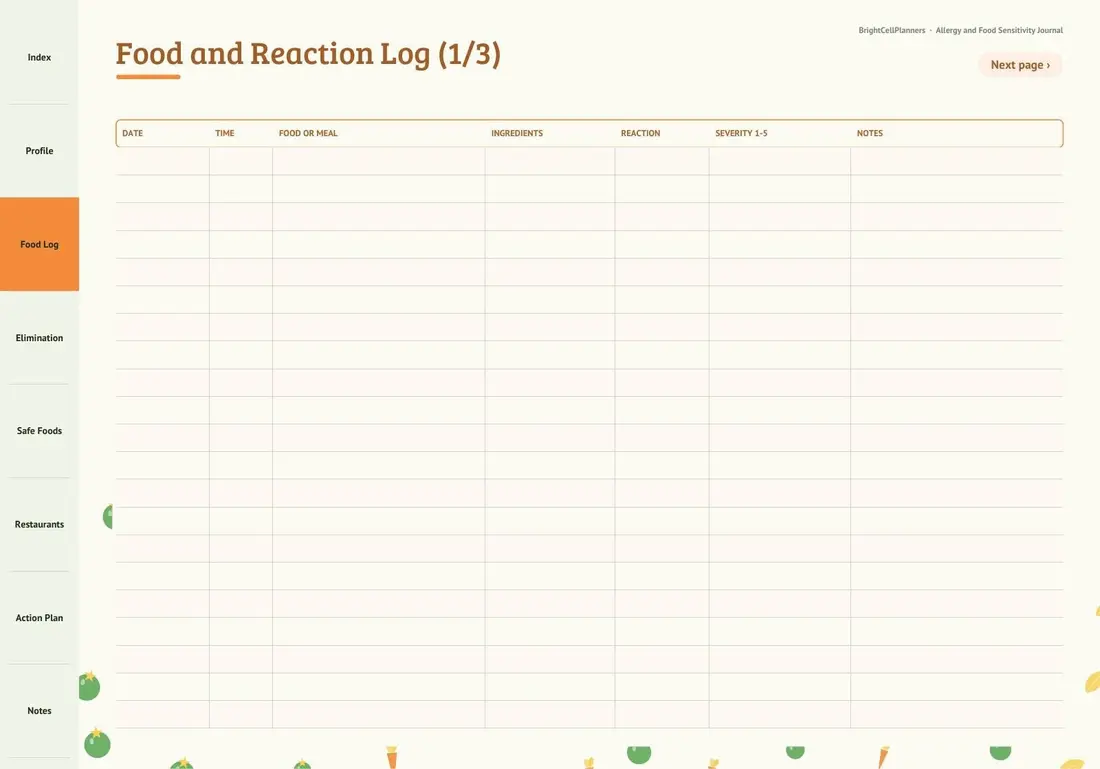 Index
Profile
Food Log
Elimination
Safe Foods
Restaurants
Action Plan
Notes
BrightCellPlanners · Allergy and Food Sensitivity Journal
Food and Reaction Log (1/3)
Next page ›
DATE TIME FOOD OR MEAL INGREDIENTS REACTION SEVERITY 1-5 NOTES